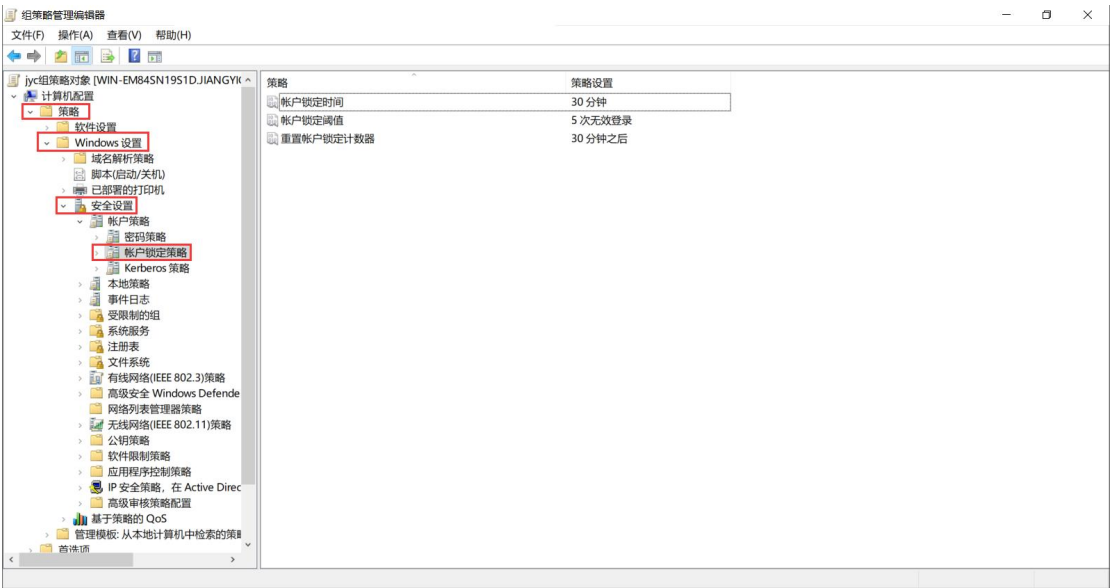 组策略管理编辑器
文件(F) 操作(A) 查看(V) 帮助(H)
jyc组策略对象 [WIN-EM84SN19S1D.JIANGYI
计算机配置
策略
软件设置
Windows 设置
域名解析策略
脚本(启动/关机)
已部署的打印机
安全设置
帐户策略
密码策略
帐户锁定策略
Kerberos 策略
本地策略
事件日志
受限制的组
系统服务
注册表
文件系统
有线网络(IEEE 802.3)策略
高级安全 Windows Defende
网络列表管理器策略
无线网络(IEEE 802.11)策略
公钥策略
软件限制策略
应用程序控制策略
IP 安全策略，在 Active Direc
高级审核策略配置
基于策略的 QoS
管理模板: 从本地计算机中检索的策略
首选项
策略 策略设置
帐户锁定时间 30 分钟
帐户锁定阈值 5 次无效登录
重置帐户锁定计数器 30 分钟之后